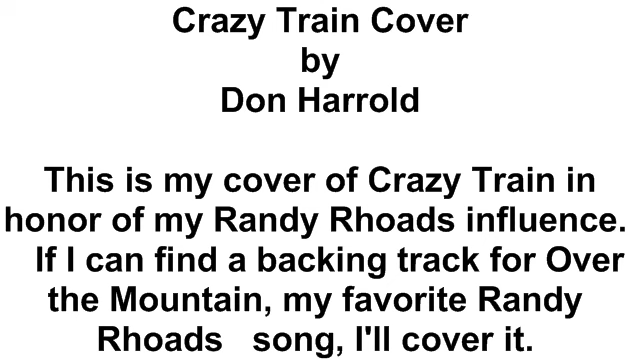 Crazy Train Cover
by
Don Harrold
This is my cover of Crazy Train in
honor of my Randy Rhoads influence.
If I can find a backing track for Over
the Mountain, my favorite Randy
Rhoads song, I'll cover it.